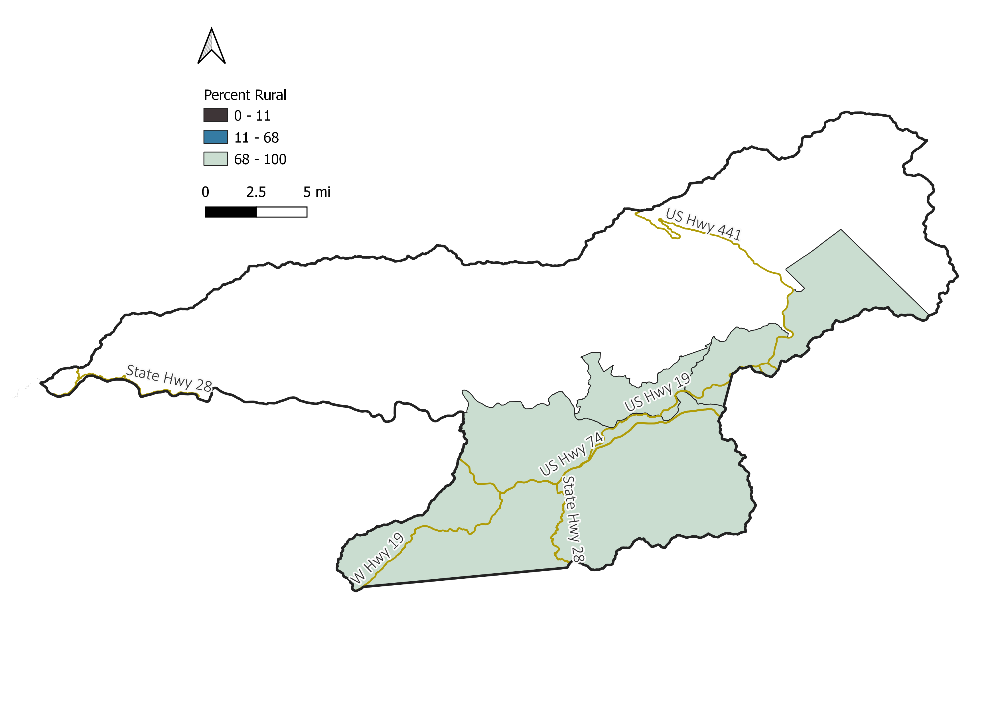 Percent Rural
0 - 11
11 - 68
68 - 100
0 2.5 5 mi
US Hwy 441
State Hwy 28
US Hwy 19
US Hwy 74
State Hwy 28
W Hwy 19